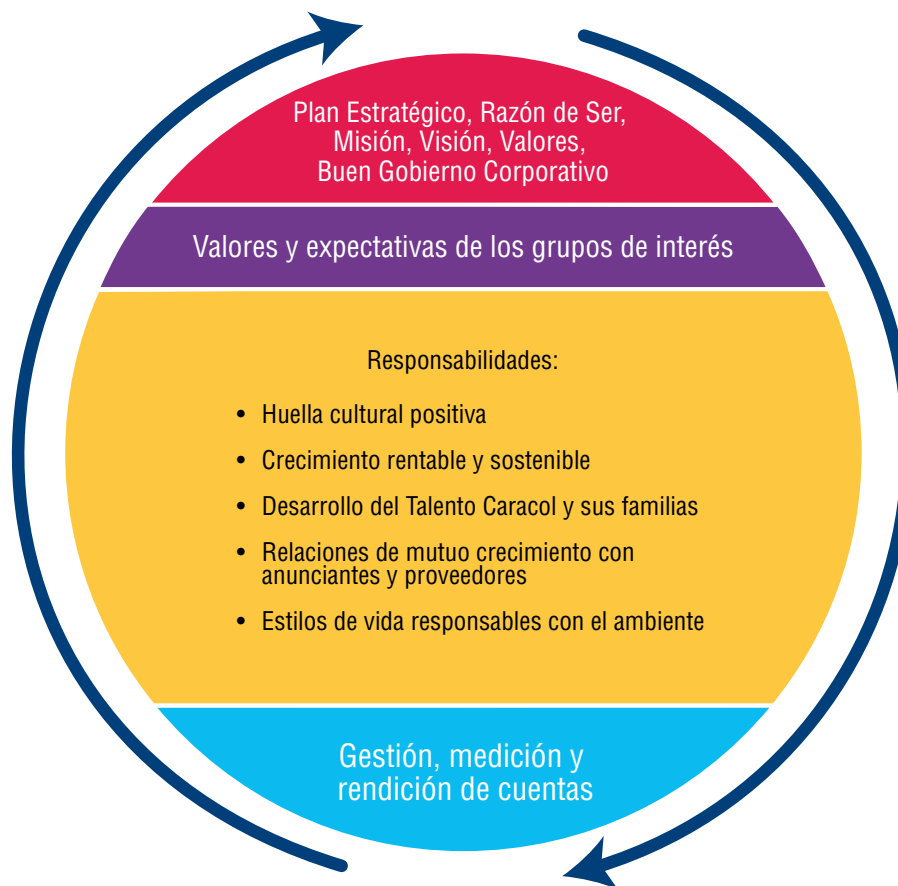 Plan Estratégico, Razón de Ser,
Misión, Visión, Valores,
Buen Gobierno Corporativo
Valores y expectativas de los grupos de interés
Responsabilidades:
• Huella cultural positiva
• Crecimiento rentable y sostenible
• Desarrollo del Talento Caracol y sus familias
• Relaciones de mutuo crecimiento con
anunciantes y proveedores
• Estilos de vida responsables con el ambiente
Gestión, medición y
rendición de cuentas